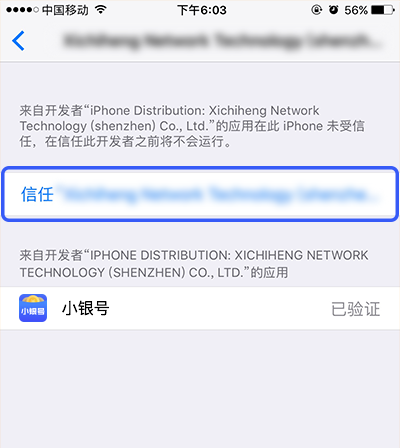 中国移动 下午6:03 56%
来自开发者“iPhone Distribution: Xichiheng Network
Technology (shenzhen) Co., Ltd.”的应用在此 iPhone 未受信
任，在信任此开发者之前将不会运行。
信任
来自开发者“IPHONE DISTRIBUTION: XICHIHENG NETWORK
TECHNOLOGY (SHENZHEN) CO., LTD.”的应用
小银号 小银号 已验证